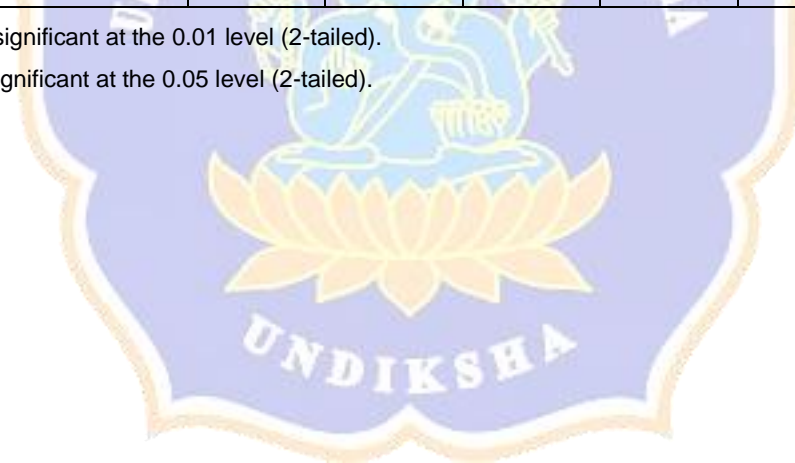 significant at the 0.01 level (2-tailed).
gnificant at the 0.05 level (2-tailed).
UNDIKSHA